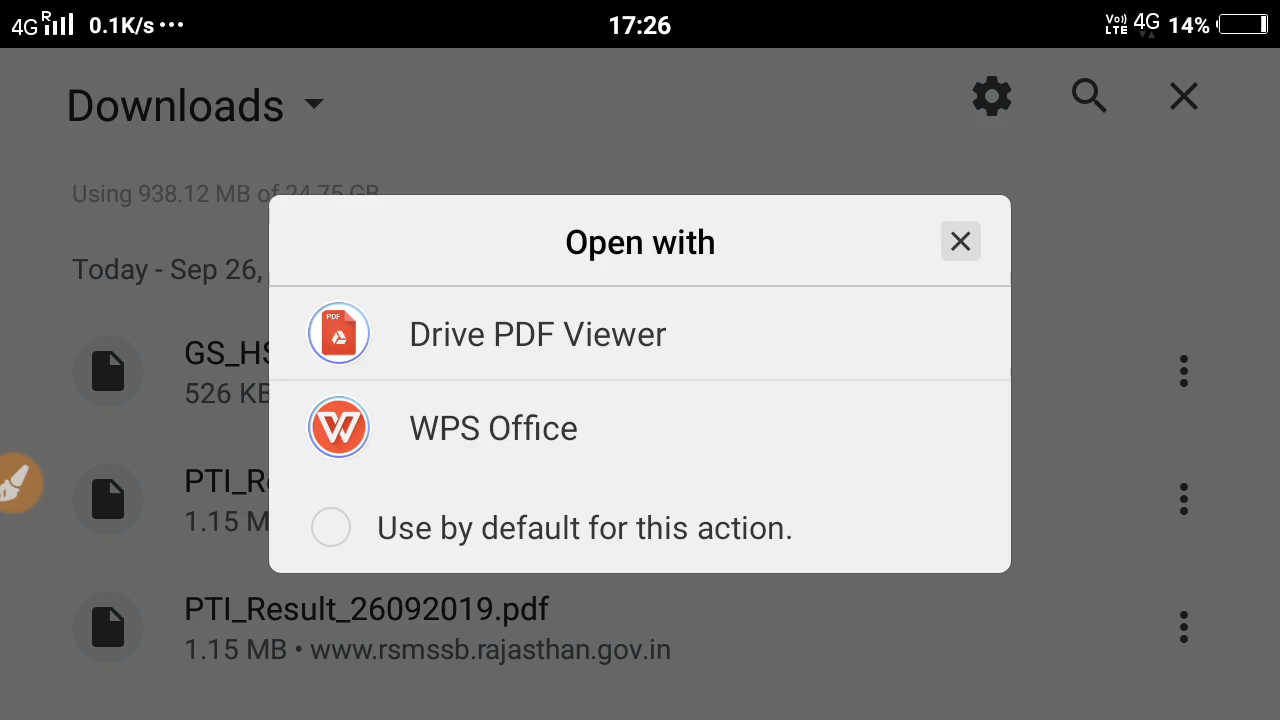 4G R 0.1K/s ... 17:26 Vo)) LTE 4G 14%
Downloads
Using 938.12 MB of 24.75 GB
Open with
Today - Sep 26,
PDF
Drive PDF Viewer
GS_HS
526 KB
WPS Office
PTI_Re
1.15 M
Use by default for this action.
PTI_Result_26092019.pdf
1.15 MB • www.rsmssb.rajasthan.gov.in